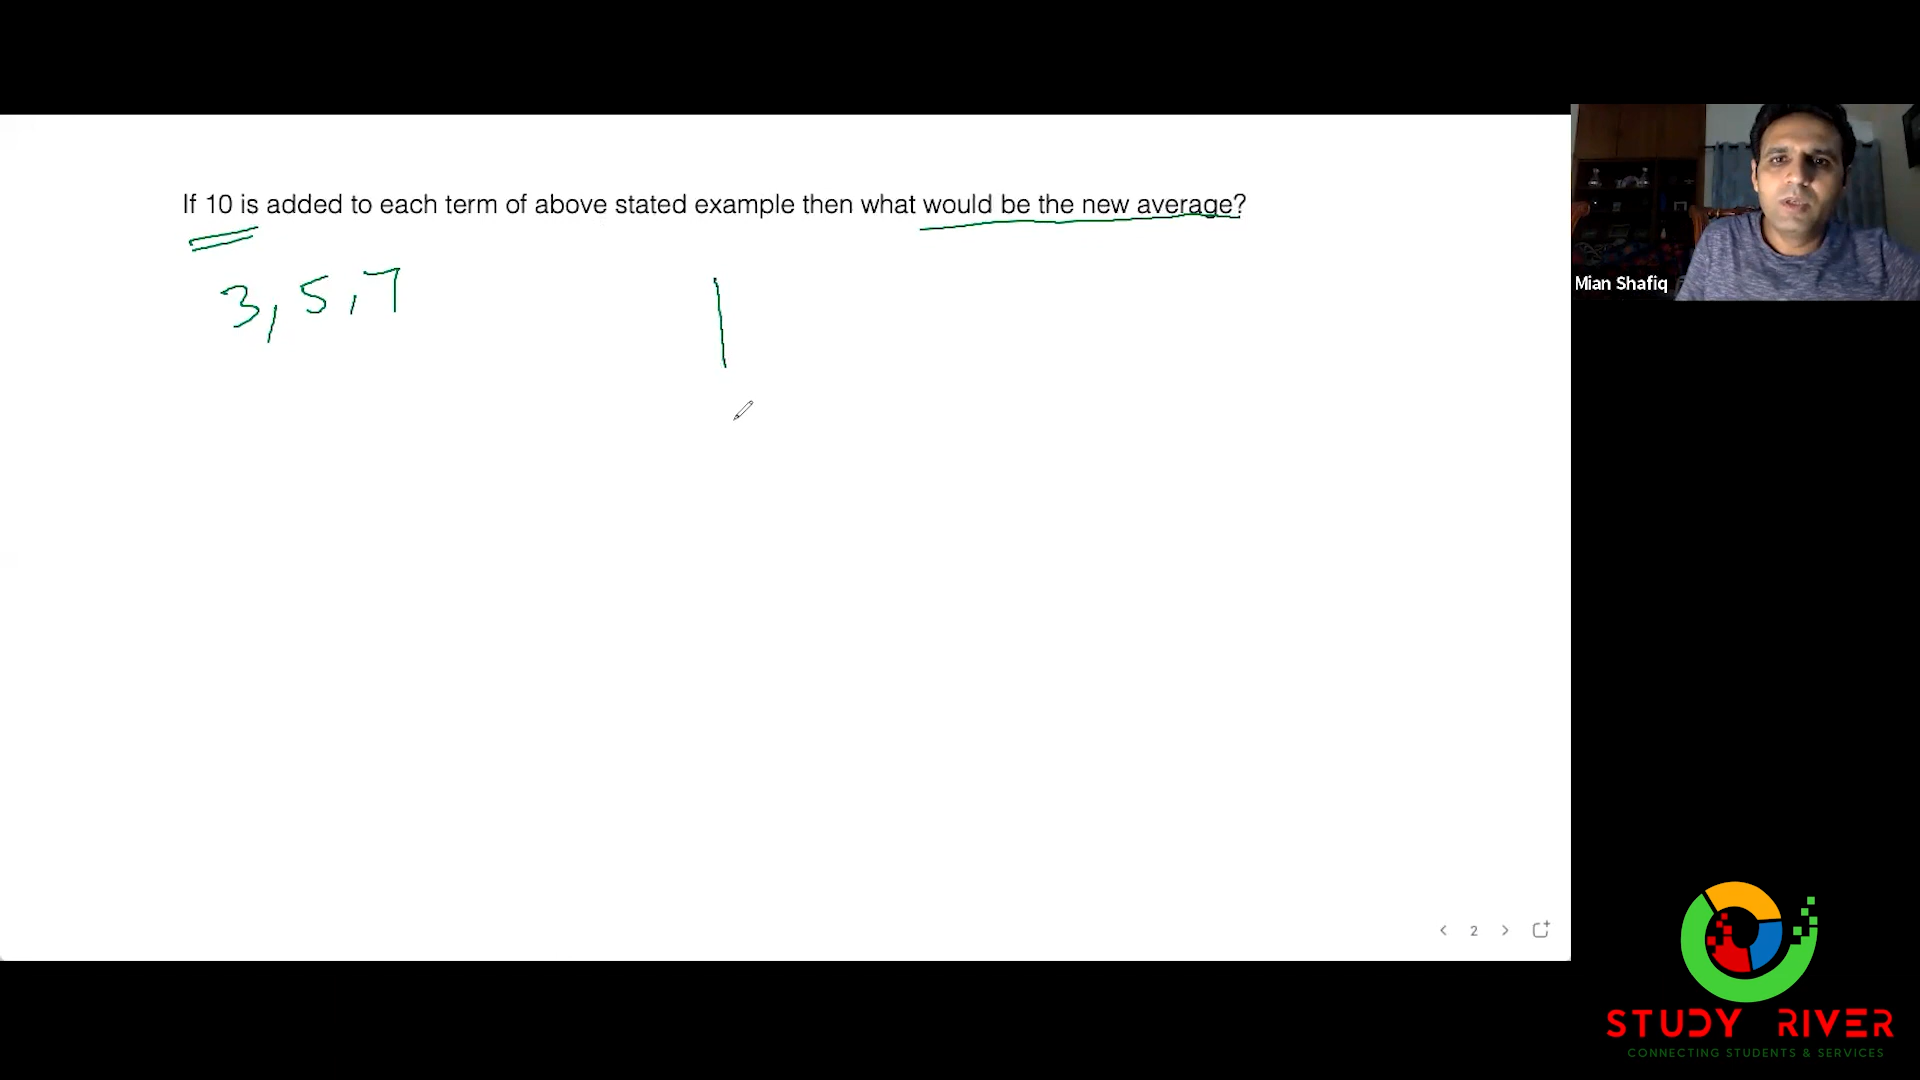 If 10 is added to each term of above stated example then what would be the new average?
3, 5, 7
Mian Shafiq
2
STUDY RIVER
CONNECTING STUDENTS & SERVICES